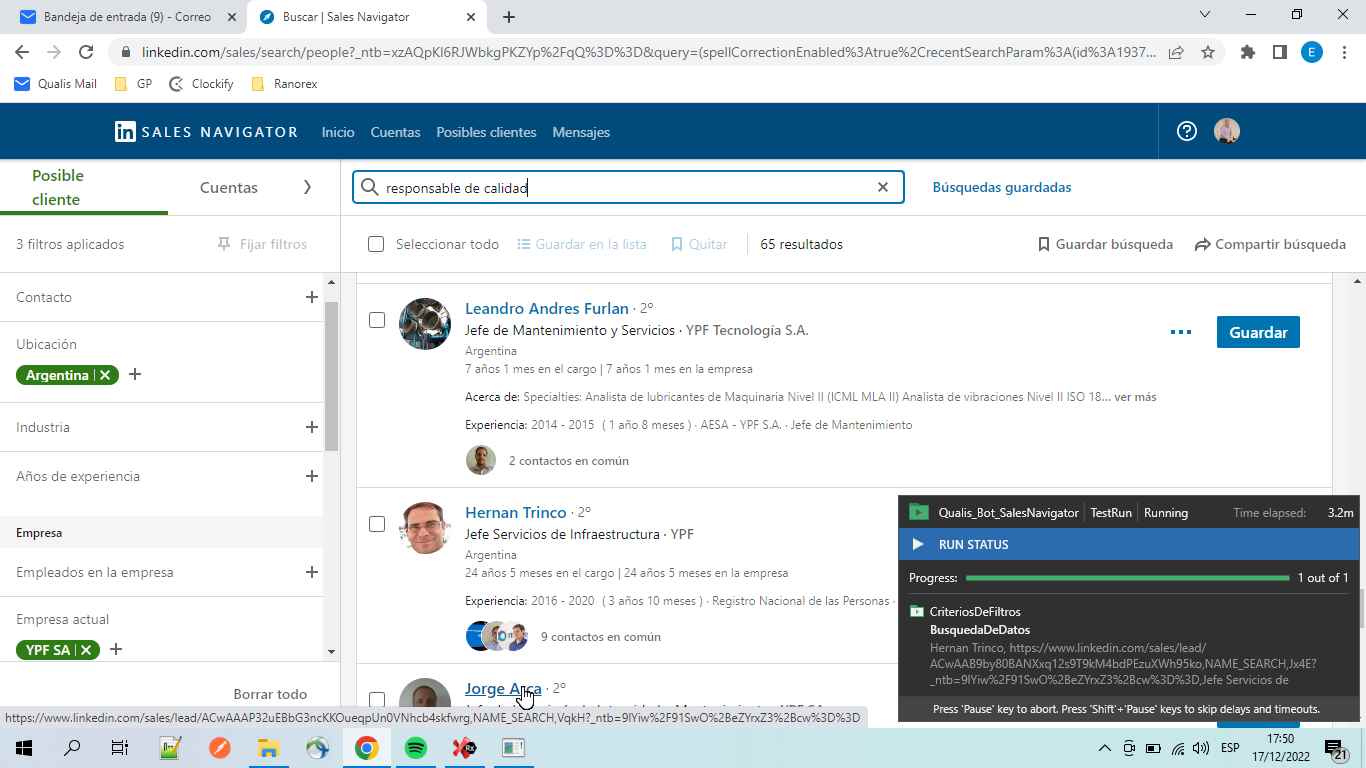 Bandeja de entrada (9) - Correo
Buscar | Sales Navigator
linkedin.com/sales/search/people?_ntb=xzAQpKl6RJWbkgPKZYp%2FqQ%3D%3D&query=(spellCorrectionEnabled%3Atrue%2CrecentSearchParam%3A(id%3A1937...
E
Qualis Mail
GP
Clockify
Ranorex
in SALES NAVIGATOR
Inicio
Cuentas
Posibles clientes
Mensajes
Posible
cliente
Cuentas
responsable de calidad
Búsquedas guardadas
3 filtros aplicados
Fijar filtros
Seleccionar todo
Guardar en la lista
Quitar
65 resultados
Guardar búsqueda
Compartir búsqueda
Contacto
Ubicación
Argentina
Industria
Años de experiencia
Empresa
Empleados en la empresa
Empresa actual
YPF SA
Borrar todo
Leandro Andres Furlan · 2º
Jefe de Mantenimiento y Servicios · YPF Tecnología S.A.
Argentina
7 años 1 mes en el cargo | 7 años 1 mes en la empresa
Acerca de: Specialties: Analista de lubricantes de Maquinaria Nivel II (ICML MLA II) Analista de vibraciones Nivel II ISO 18... ver más
Experiencia: 2014 - 2015 ( 1 año 8 meses ) · AESA - YPF S.A. · Jefe de Mantenimiento
2 contactos en común
Guardar
Hernan Trinco · 2º
Jefe Servicios de Infraestructura · YPF
Argentina
24 años 5 meses en el cargo | 24 años 5 meses en la empresa
Experiencia: 2016 - 2020 ( 3 años 10 meses ) · Registro Nacional de las Personas ·
9 contactos en común
Jorge Arca · 2º
Qualis_Bot_SalesNavigator
TestRun
Running
Time elapsed:
3.2m
RUN STATUS
Progress:
1 out of 1
CriteriosDeFiltros
BusquedaDeDatos
Hernan Trinco, https://www.linkedin.com/sales/lead/
ACwAAB9by80BANXxq12s9T9kM4bdPEzuXWh95ko,NAME_SEARCH,Jx4E?
_ntb=9lYiw%2F91SwO%2BeZYrxZ3%2Bcw%3D%3D,Jefe Servicios de
Press 'Pause' key to abort. Press 'Shift'+'Pause' keys to skip delays and timeouts.
https://www.linkedin.com/sales/lead/ACwAAAP32uEBbG3ncKKOueqpUn0VNhcb4skfwrg,NAME_SEARCH,VqkH?_ntb=9lYiw%2F91SwO%2BeZYrxZ3%2Bcw%3D%3D
Rx
ESP
17:50
17/12/2022
21